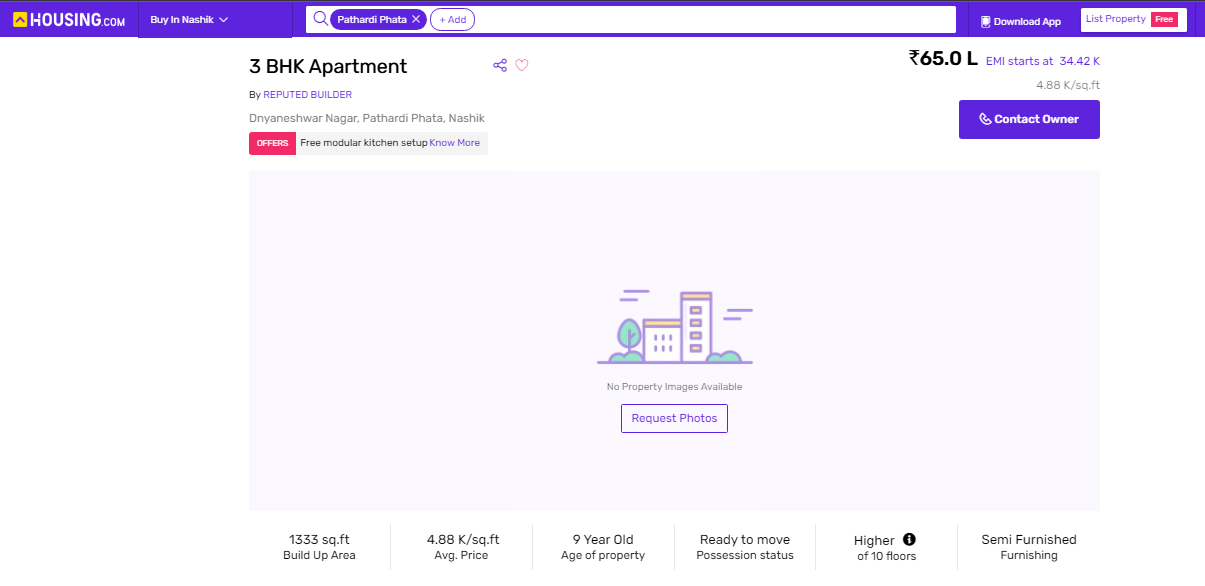 HOUSING.COM
Buy In Nashik
Pathardi Phata
+ Add
Download App
List Property Free
3 BHK Apartment
₹65.0 L EMI starts at 34.42 K
4.88 K/sq.ft
By REPUTED BUILDER
Dnyaneshwar Nagar, Pathardi Phata, Nashik
Contact Owner
OFFERS Free modular kitchen setup Know More
No Property Images Available
Request Photos
1333 sq.ft
Build Up Area
4.88 K/sq.ft
Avg. Price
9 Year Old
Age of property
Ready to move
Possession status
Higher
of 10 floors
Semi Furnished
Furnishing